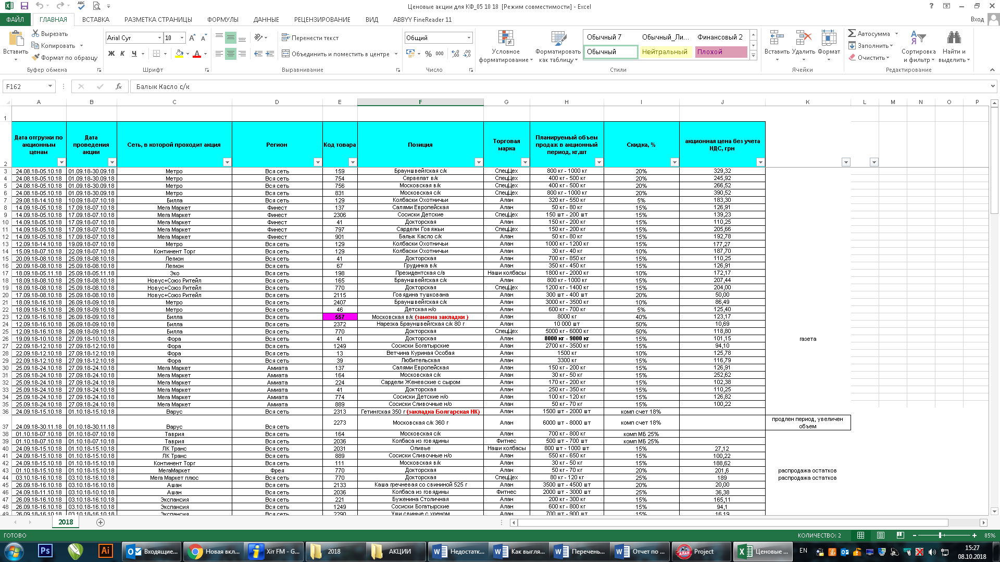 Ценовые акции для КФ_05 10 18 [Режим совместимости] - Excel
ФАЙЛ ГЛАВНАЯ ВСТАВКА РАЗМЕТКА СТРАНИЦЫ ФОРМУЛЫ ДАННЫЕ РЕЦЕНЗИРОВАНИЕ ВИД ABBYY FineReader 11 Вход
Вставить Вырезать Копировать Формат по образцу
Arial Cyr 10 Ж К Ч
Перенести текст Объединить и поместить в центре
Общий % 000
Условное форматирование Форматировать как таблицу
Обычный 7 Обычный_Ли... Финансовый 2
Обычный Нейтральный Плохой
Вставить Удалить Формат
Автосумма Заполнить Очистить Сортировка и фильтр Найти и выделить
Буфер обмена Шрифт Выравнивание Число Стили Ячейки Редактирование
F162 Балык Касло с/к
A B C D E F G H I J K L M N O P
1
2 Дата отгрузки по акционным ценам Дата проведения акции Сеть, в которой проходит акция Регион Код товара Позиция Торговая марка Планируемый объем продаж в акционный период, кг,шт Скидка, % акционная цена без учета НДС, грн
3 24.08.18-05.10.18 01.09.18-30.09.18 Метро Вся сеть 159 Брауншвейгская с/к СпецЦех 800 кг - 1000 кг 20% 329,32
4 24.08.18-05.10.18 01.09.18-30.09.18 Метро Вся сеть 754 Сервелат в/к СпецЦех 400 кг - 500 кг 20% 245,92
5 24.08.18-05.10.18 01.09.18-30.09.18 Метро Вся сеть 756 Московская в/к СпецЦех 400 кг - 500 кг 20% 266,52
6 24.08.18-05.10.18 01.09.18-30.09.18 Метро Вся сеть 831 Московская с/к СпецЦех 800 кг - 1000 кг 20% 390,52
7 29.08.18-14.10.18 10.09.18-07.10.18 Билла Вся сеть 129 Колбаски Охотничьи Алан 320 кг - 550 кг 5% 183,30
8 14.09.18-05.10.18 17.09.18-07.10.18 Мега Маркет Финест 137 Салями Европейская Алан 50 кг - 80 кг 15% 126,91
9 14.09.18-05.10.18 17.09.18-07.10.18 Мега Маркет Финест 2306 Сосиски Детские СпецЦех 150 шт - 200 шт 15% 139,23
10 14.09.18-05.10.18 17.09.18-07.10.18 Мега Маркет Финест 41 Докторская Алан 150 кг - 200 кг 15% 110,25
11 14.09.18-05.10.18 17.09.18-07.10.18 Мега Маркет Финест 797 Сардели Говяжьи СпецЦех 150 кг - 200 кг 15% 205,66
12 14.09.18-05.10.18 17.09.18-07.10.18 Мега Маркет Финест 901 Балык Касло с/к Алан 50 кг - 80 кг 15% 192,78
13 12.09.18-14.10.18 19.09.18-07.10.18 Метро Вся сеть 129 Колбаски Охотничьи Алан 1000 кг - 1200 кг 15% 177,27
14 15.09.18-07.10.18 22.09.18-07.10.18 Континент Торг Вся сеть 129 Колбаски Охотничьи Алан 30 кг - 40 кг 10% 187,70
15 20.09.18-08.10.18 25.09.18-08.10.18 Легион Вся сеть 41 Докторская Алан 700 кг - 850 кг 15% 110,25
16 20.09.18-08.10.18 25.09.18-08.10.18 Легион Вся сеть 67 Грудинка в/к Алан 350 кг - 450 кг 15% 126,91
17 18.09.18-05.11.18 25.09.18-05.11.18 Эко Вся сеть 198 Президентская с/в Наши колбасы 1800 кг - 2000 кг 10% 172,17
18 18.09.18-08.10.18 25.09.18-08.10.18 Новус+Союз Ритейл Вся сеть 165 Брауншвейгская с/к Алан 800 кг - 1000 кг 15% 207,44
19 18.09.18-08.10.18 25.09.18-08.10.18 Новус+Союз Ритейл Вся сеть 770 Докторская СпецЦех 1200 кг - 1400 кг 15% 204,00
20 17.09.18-08.10.18 25.09.18-08.10.18 Новус+Союз Ритейл Вся сеть 2115 Говядина тушкована Алан 300 шт - 400 шт 20% 50,00
21 18.09.18-16.10.18 26.09.18-09.10.18 Метро Вся сеть 2407 Брауншвейгская с/к Алан 3000 кг - 3500 кг 10% 86,49
22 18.09.18-16.10.18 26.09.18-09.10.18 Метро Вся сеть 46 Детская н/о Алан 600 кг - 700 кг 5% 125,40
23 12.09.18-16.10.18 26.09.18-09.10.18 Билла Вся сеть 557 Московская в/к (замена закладки ) Алан 8000 кг 40% 123,17
24 12.09.18-16.10.18 26.09.18-09.10.18 Билла Вся сеть 2372 Нарезка Брауншвейгская с/к 80 г Алан 10 000 шт 50% 10,69
25 12.09.18-16.10.18 26.09.18-09.10.18 Билла Вся сеть 770 Докторская СпецЦех 5000 кг - 6000 кг 50% 118,80
26 19.09.18-10.10.18 27.09.18-10.10.18 Фора Вся сеть 41 Докторская Алан 8000 кг - 9000 кг 15% 101,15 газета
27 22.09.18-12.10.18 27.09.18-12.10.18 Фора Вся сеть 1249 Сосиски Богатырские Алан 2700 кг - 3500 кг 15% 94,10
28 22.09.18-12.10.18 27.09.18-12.10.18 Фора Вся сеть 13 Ветчина Куриная Особая Алан 1500 кг 10% 125,78
29 22.09.18-12.10.18 27.09.18-12.10.18 Фора Вся сеть 39 Любительская Алан 3300 кг 15% 116,79
30 25.09.18-24.10.18 27.09.18-24.10.18 Мега Маркет Амиата 137 Салями Европейская Алан 150 кг - 200 кг 15% 126,91
31 25.09.18-24.10.18 27.09.18-24.10.18 Мега Маркет Амиата 164 Московская с/к Алан 30 кг - 50 кг 15% 252,62
32 25.09.18-24.10.18 27.09.18-24.10.18 Мега Маркет Амиата 224 Сардели Женевские с сыром Алан 170 кг - 200 кг 15% 102,38
33 25.09.18-24.10.18 27.09.18-24.10.18 Мега Маркет Амиата 41 Докторская Алан 250 кг - 350 кг 15% 110,25
34 25.09.18-24.10.18 27.09.18-24.10.18 Мега Маркет Амиата 774 Сосиски Детские н/о Алан 100 кг - 120 кг 15% 126,82
35 25.09.18-24.10.18 27.09.18-24.10.18 Мега Маркет Амиата 889 Сосиски Сливочные н/о Алан 50 кг - 70 кг 15% 100,22
36 24.09.18-15.10.18 01.10.18-15.10.18 Варус Вся сеть 2313 Гетингская 350 г (закладка Болгарская НК) Алан 1500 шт - 2000 шт комп счет 18%
37 24.09.18-30.11.18 01.10.18-30.11.18 Варус Вся сеть 2273 Московская с/к 360 г Алан 6000 шт - 8000 шт комп счет 18% продлен период, увеличен объем
38 01.10.18-07.10.18 01.10.18-07.10.18 Таврия Вся сеть 164 Московская с/к Алан 700 кг - 800 кг комп МБ 25%
39 01.10.18-07.10.18 01.10.18-07.10.18 Таврия Вся сеть 2036 Колбаса из говядины Фитнес 500 шт - 700 шт комп МБ 25%
40 24.09.18-15.10.18 01.10.18-15.10.18 ЛК Транс Вся сеть 2031 Оливье Наши колбасы 800 шт - 1000 шт 15% 27,12
41 24.09.18-15.10.18 01.10.18-15.10.18 ЛК Транс Вся сеть 889 Сосиски Сливочные н/о Алан 550 кг - 650 кг 15% 100,22
42 24.09.18-15.10.18 01.10.18-15.10.18 Континент Торг Вся сеть 111 Московская в/к Алан 30 кг - 50 кг 15% 188,62
43 01.10.18-15.10.18 01.10.18-15.10.18 МегаМаркет Фрея 770 Докторская Алан 50 кг - 70 кг 20% 201,6 распродажа остатков
44 03.10.18-16.10.18 03.10.18-16.10.18 Мега Маркет плюс Вся сеть 770 Докторская СпецЦех 80 кг - 120 кг 25% 189 распродажа остатков
45 26.09.18-16.10.18 03.10.18-16.10.18 Ашан Вся сеть 2133 Каша гречневая со свининой 525 г Алан 3500 шт - 4500 шт 20% 20,00
46 24.09.18-11.10.18 03.10.18-10.10.18 Ашан Вся сеть 2036 Колбаса из говядины Фитнес 2000 шт - 3000 шт 25% 36,38
47 26.09.18-16.10.18 03.10.18-16.10.18 Экспансия Вся сеть 221 Буженина Столичная Алан 200 кг - 300 кг 15% 165,11
48 26.09.18-16.10.18 03.10.18-16.10.18 Экспансия Вся сеть 1249 Сосиски Богатырские Алан 600 кг - 800 кг 15% 94,1
49 26.09.18-16.10.18 03.10.18-16.10.18 Экспансия Вся сеть 2290 Уши свиные с хреном Алан 700 шт - 900 шт 15% 16,19
2018
ГОТОВО КОЛИЧЕСТВО: 2 85%
Ps Ai Входящие... Новая вкл... Хіт FM - G... 2018 АКЦИИ Недостатк... Как выгля... Перечень... Отчет по ... Project Ценовые ... EN 15:27
08.10.2018